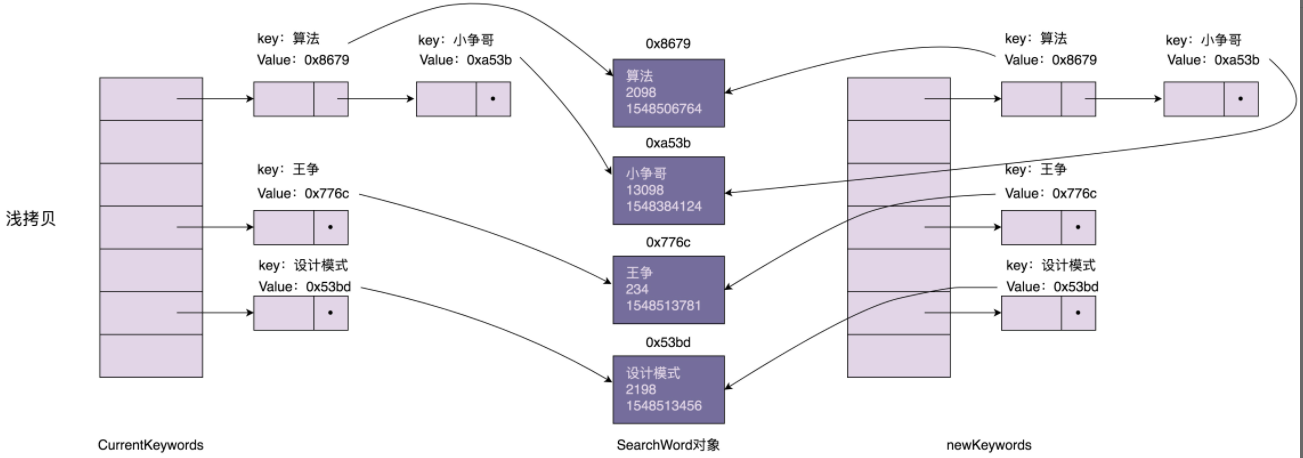 浅拷贝
key：算法
Value：0x8679
key：小争哥
Value：0xa53b
key：王争
Value：0x776c
key：设计模式
Value：0x53bd
CurrentKeywords
0x8679
算法
2098
1548506764
0xa53b
小争哥
13098
1548384124
0x776c
王争
234
1548513781
0x53bd
设计模式
2198
1548513456
SearchWord对象
key：算法
Value：0x8679
key：小争哥
Value：0xa53b
key：王争
Value：0x776c
key：设计模式
Value：0x53bd
newKeywords